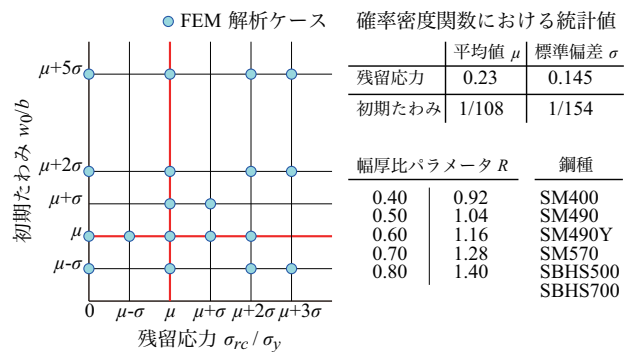 FEM 解析ケース
初期たわみ w0/b
μ+5σ
μ+2σ
μ+σ
μ
μ-σ
0 μ-σ μ μ+σ μ+2σ μ+3σ
残留応力 σrc / σy
確率密度関数における統計値
平均値 μ 標準偏差 σ
残留応力 0.23 0.145
初期たわみ 1/108 1/154
幅厚比パラメータ R
0.40 0.92
0.50 1.04
0.60 1.16
0.70 1.28
0.80 1.40
鋼種
SM400
SM490
SM490Y
SM570
SBHS500
SBHS700